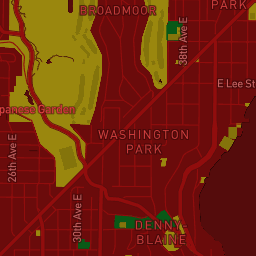 BROADMOOR
PARK
38th Ave E
E Lee St
panese Garden
WASHINGTON
PARK
26th Ave E
30th Ave E
DENNY-
BLAINE